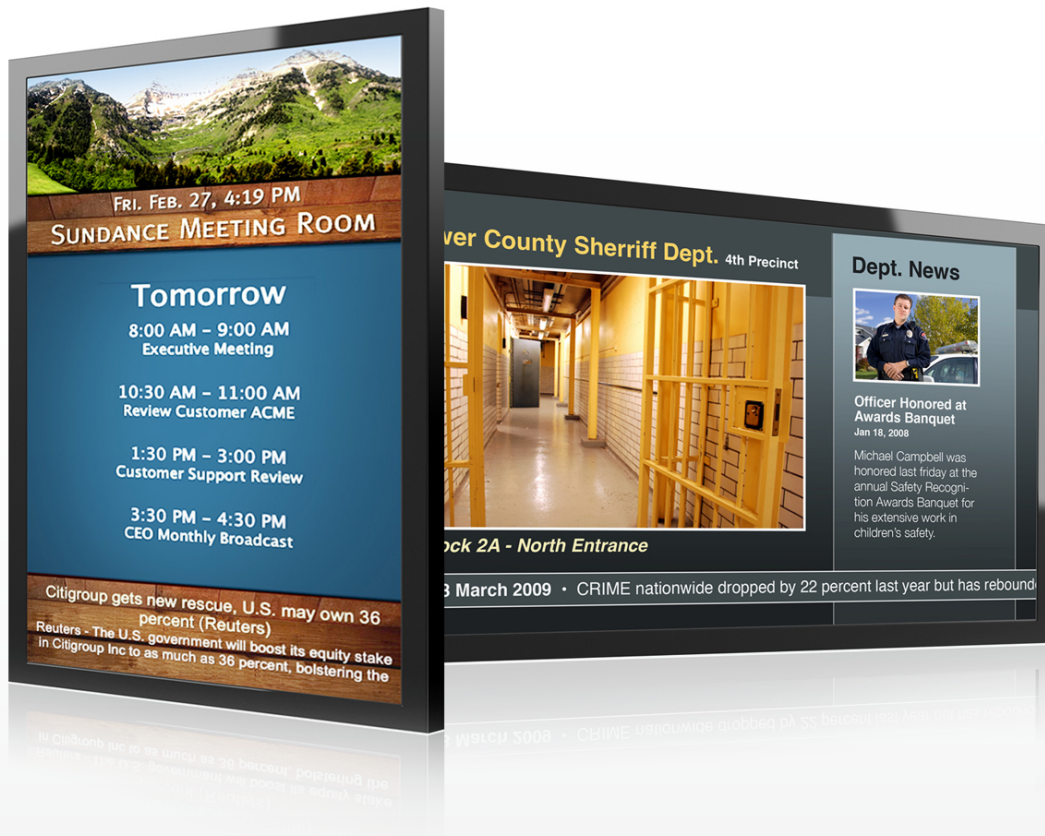 FRI. FEB. 27, 4:19 PM
SUNDANCE MEETING ROOM
Tomorrow
8:00 AM – 9:00 AM
Executive Meeting
10:30 AM – 11:00 AM
Review Customer ACME
1:30 PM – 3:00 PM
Customer Support Review
3:30 PM – 4:30 PM
CEO Monthly Broadcast
Citigroup gets new rescue, U.S. may own 36
percent (Reuters)
Reuters - The U.S. government will boost its equity stake
in Citigroup Inc to as much as 36 percent, bolstering the
County Sherriff Dept. 4th Precinct
2A - North Entrance
March 2009 • CRIME nationwide dropped by 22 percent last year but has
Dept. News
Officer Honored at
Awards Banquet
Jan 18, 2008
Michael Campbell was
honored last friday at the
annual Safety Recogni-
tion Awards Banquet for
his extensive work in
children's safety.